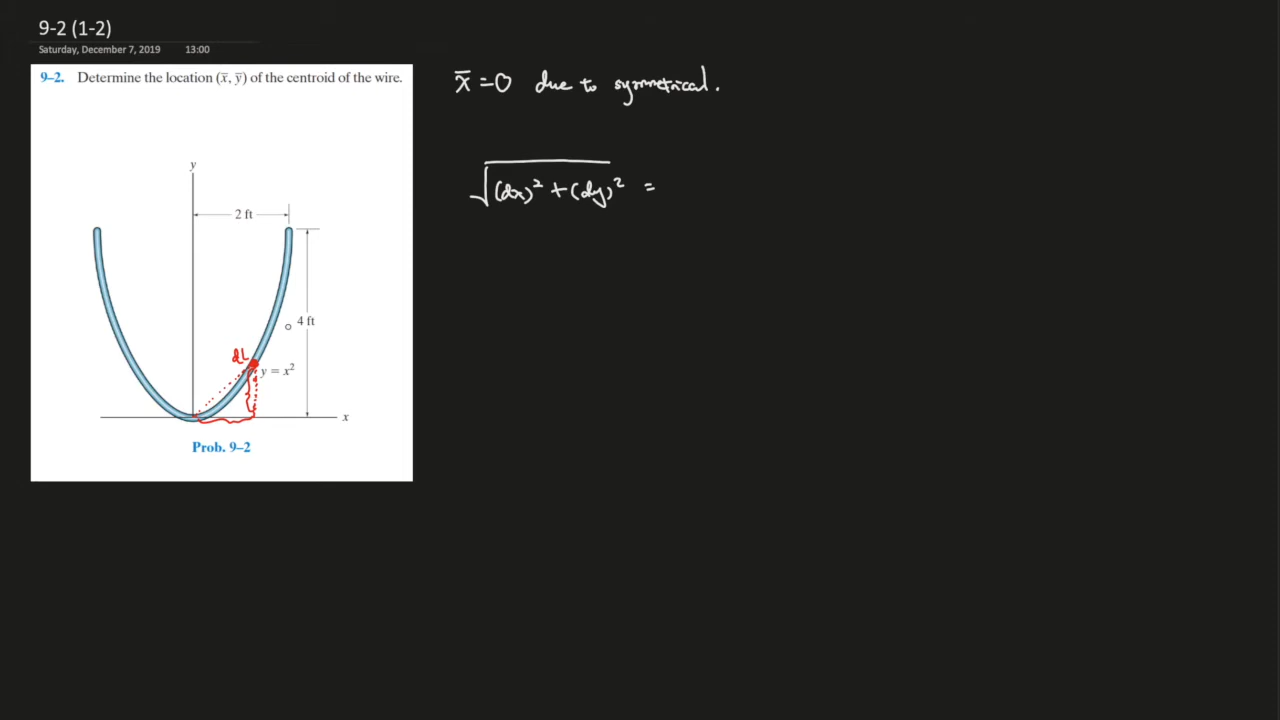 9-2 (1-2)
Saturday, December 7, 2019 13:00
9–2. Determine the location (x̄, ȳ) of the centroid of the wire.
y
2 ft
4 ft
dL
y = x²
x
Prob. 9–2
x̄ = 0 due to symmetrical.
√((dx)² + (dy)²) =